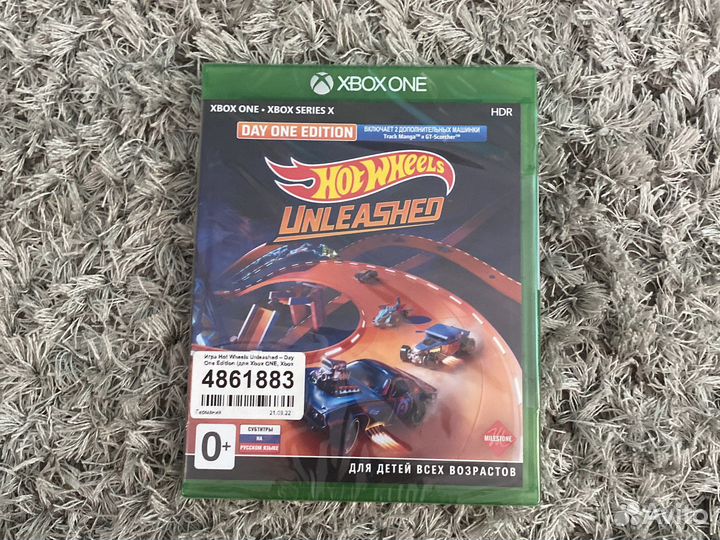 XBOX ONE
XBOX ONE • XBOX SERIES X
HDR
DAY ONE EDITION
ВКЛЮЧАЕТ 2 ДОПОЛНИТЕЛЬНЫХ МАШИНКИ
Track Manga™ и GT-Scorcher™
HOT WHEELS
UNLEASHED
Игра Hot Wheels Unleashed – Day
One Edition (для Xbox ONE, Xbox
4861883
Германия
21.09.22
0+
СУБТИТРЫ
НА
РУССКОМ ЯЗЫКЕ
MILESTONE
ДЛЯ ДЕТЕЙ ВСЕХ ВОЗРАСТОВ
Avito